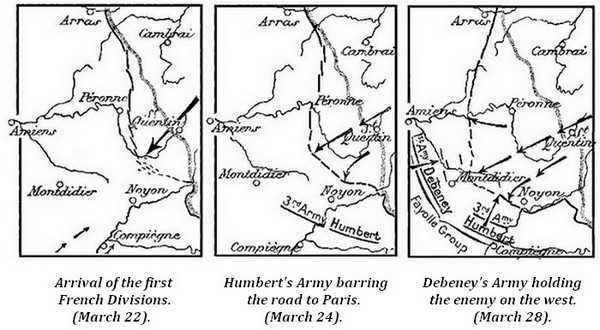 Arras
Cambrai
Péronne
St Quentin
Amiens
Montdidier
Noyon
Compiègne
Arras
Cambrai
Péronne
St Quentin
Amiens
Montdidier
Noyon
3rd Army Humbert
Compiègne
Arras
Cambrai
Péronne
Amiens
St Quentin
1st Army Debeney
Montdidier
Noyon
3rd Army
Humbert
Fayolle Group
Compiègne
Arrival of the first
French Divisions.
(March 22).
Humbert's Army barring
the road to Paris.
(March 24).
Debeney's Army holding
the enemy on the west.
(March 28).